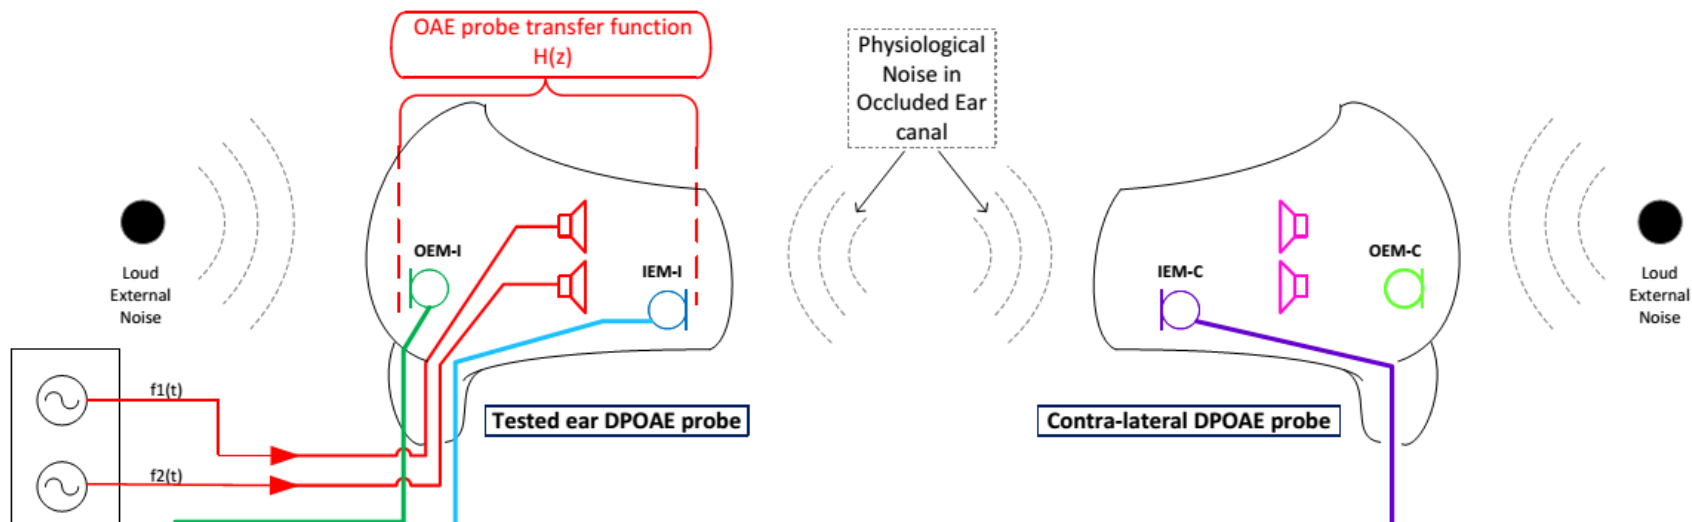 OAE probe transfer function
H(z)
Physiological
Noise in
Occluded Ear
canal
Loud
External
Noise
OEM-I
IEM-I
IEM-C
OEM-C
Loud
External
Noise
f1(t)
f2(t)
Tested ear DPOAE probe
Contra-lateral DPOAE probe